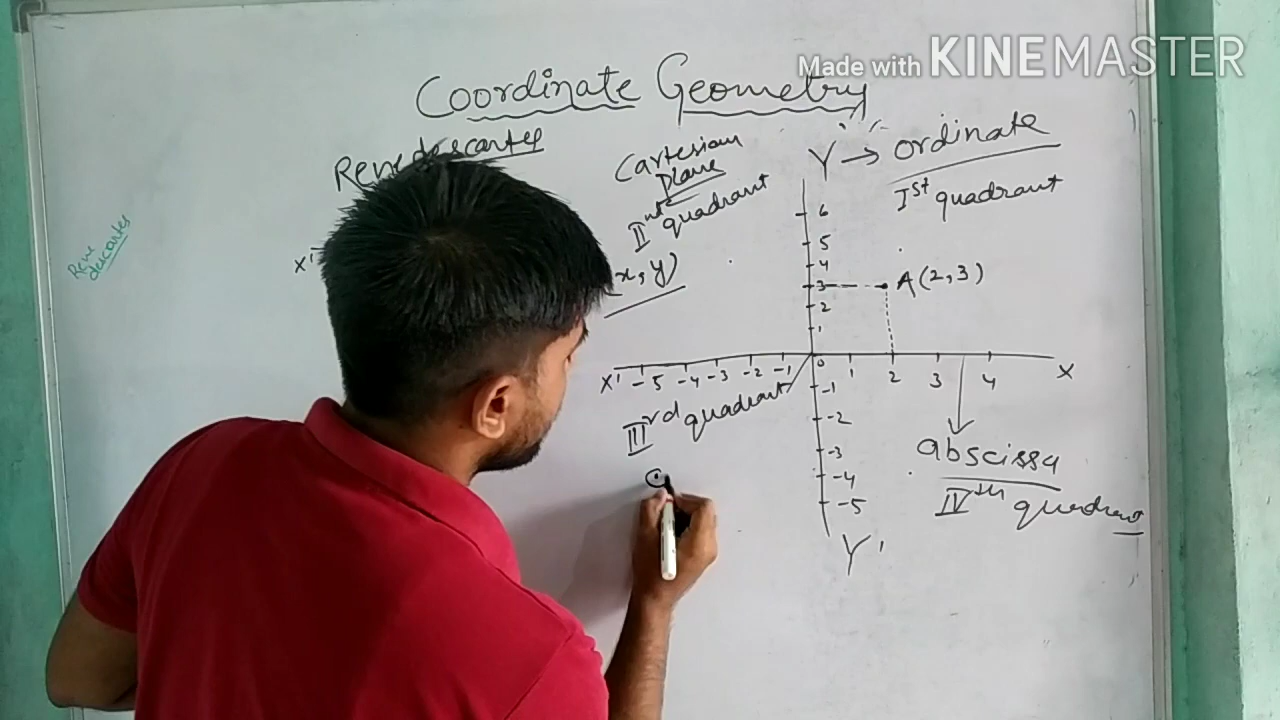 Made with KINEMASTER
Coordinate Geometry
Rene descartes
Cartesian
Plane
Y → ordinate
Ist quadrant
IInd quadrant
Rene
descartes
X'
x, y)
6
5
4
3
2
1
A(2,3)
X' -5 -4 -3 -2 -1 0 1 2 3 4 X
IIIrd quadrant
-1
-2
-3
-4
-5
abscissa
IVth quadrant
Y'